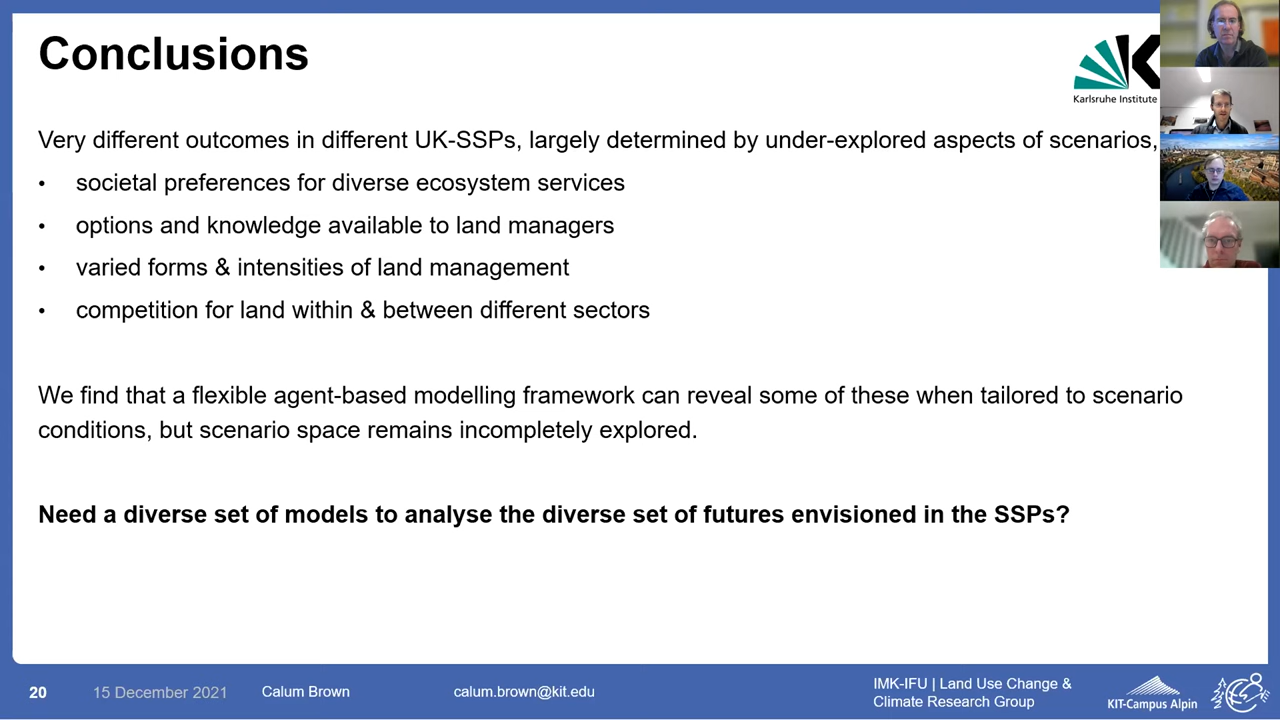 Conclusions
Karlsruhe Institute
Very different outcomes in different UK-SSPs, largely determined by under-explored aspects of scenarios,
• societal preferences for diverse ecosystem services
• options and knowledge available to land managers
• varied forms & intensities of land management
• competition for land within & between different sectors
We find that a flexible agent-based modelling framework can reveal some of these when tailored to scenario
conditions, but scenario space remains incompletely explored.
Need a diverse set of models to analyse the diverse set of futures envisioned in the SSPs?
20
15 December 2021
Calum Brown
calum.brown@kit.edu
IMK-IFU | Land Use Change &
Climate Research Group
KIT-Campus Alpin